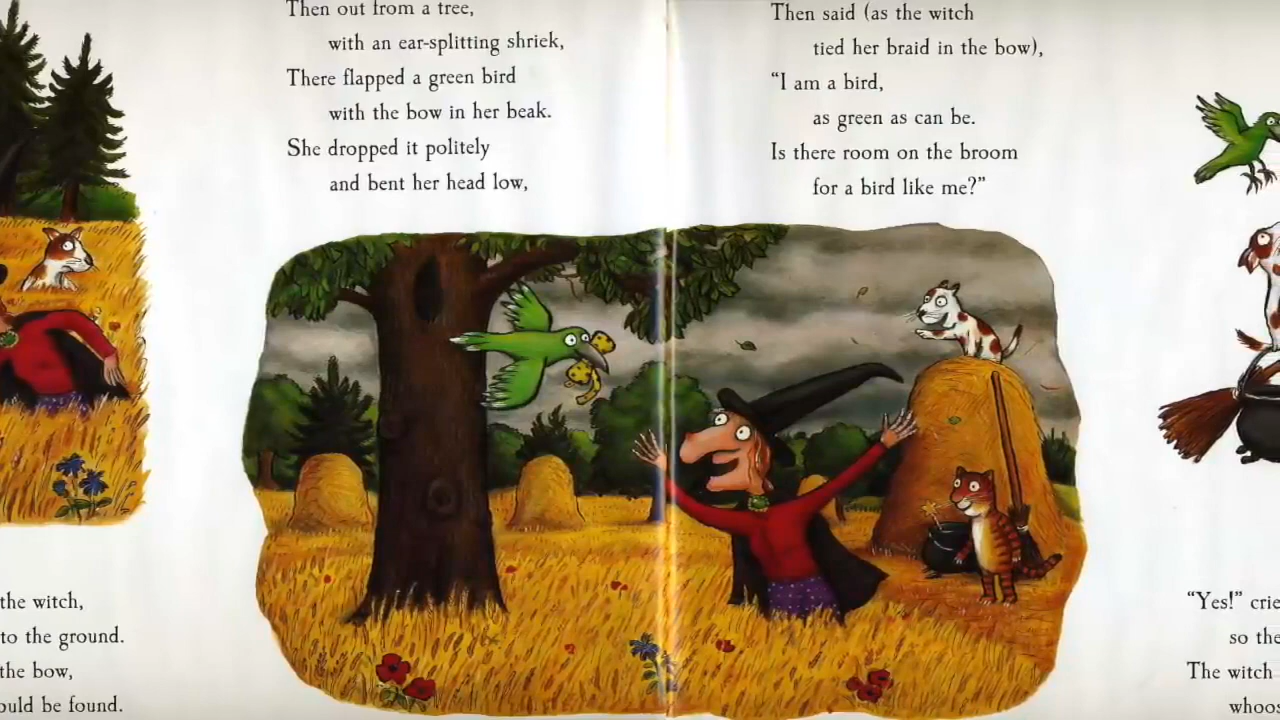 the witch,
to the ground.
the bow,
ould be found.
Then out from a tree,
with an ear-splitting shriek,
There flapped a green bird
with the bow in her beak.
She dropped it politely
and bent her head low,
Then said (as the witch
tied her braid in the bow),
“I am a bird,
as green as can be.
Is there room on the broom
for a bird like me?”
“Yes!” crie
so the
The witch
whoos